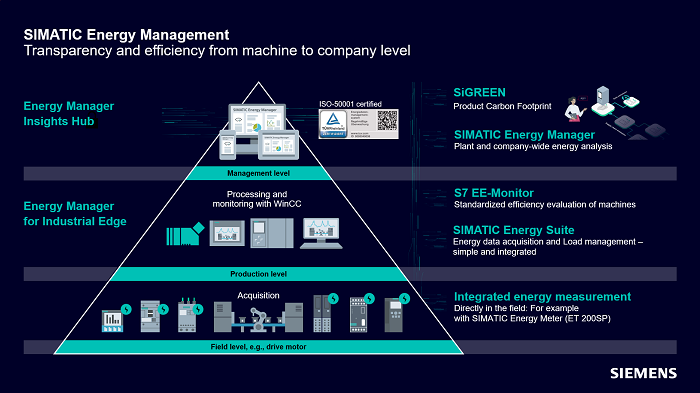 SIMATIC Energy Management
Transparency and efficiency from machine to company level
Energy Manager
Insights Hub
SIMATIC Energy Manager
ISO-50001 certified
Management level
SiGREEN
Product Carbon Footprint
SIMATIC Energy Manager
Plant and company-wide energy analysis
Energy Manager
for Industrial Edge
Processing and
monitoring with WinCC
Production level
S7 EE-Monitor
Standardized efficiency evaluation of machines
SIMATIC Energy Suite
Energy data acquisition and Load management –
simple and integrated
Acquisition
Field level, e.g., drive motor
Integrated energy measurement
Directly in the field: For example
with SIMATIC Energy Meter (ET 200SP)
SIEMENS